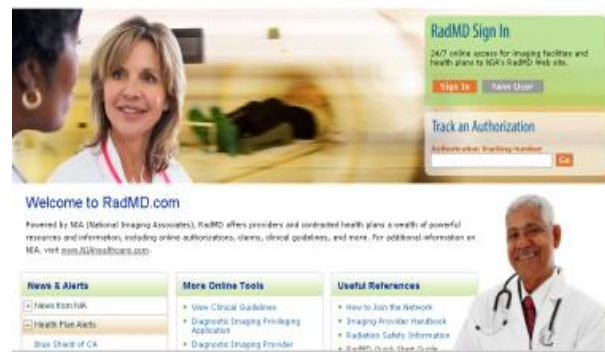 RadMD Sign In
24/7 online access for imaging facilities and
health plans to NIA's RadMD Web site.
Sign In New User
Track an Authorization
Authorization Tracking Number
Go
Welcome to RadMD.com
Powered by NIA (National Imaging Associates), RadMD offers providers and contracted health plans a wealth of powerful
resources and information, including online authorizations, claims, clinical guidelines, and more. For additional information on
NIA, visit www.NIAhealthcare.com.
News & Alerts
News from NIA
Health Plan Alerts
Blue Shield of CA
More Online Tools
View Clinical Guidelines
Diagnostic Imaging Privileging
Application
Diagnostic Imaging Provider
Useful References
How to Join the Network
Imaging Provider Handbook
Radiation Safety Information
RadMD Quick Start Guide